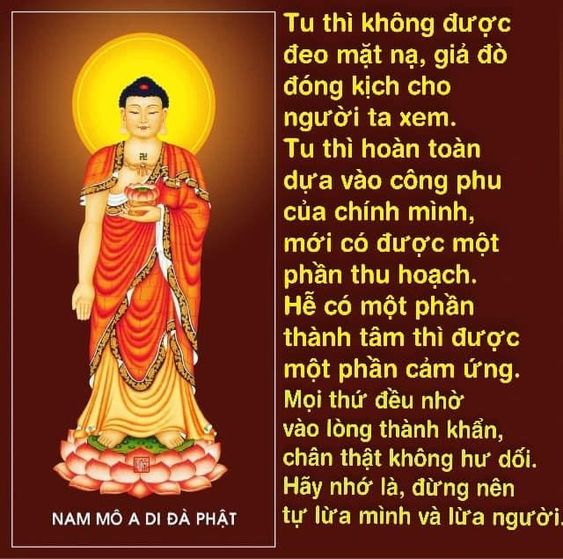 Tu thì không được
đeo mặt nạ, giả đò
đóng kịch cho
người ta xem.
Tu thì hoàn toàn
dựa vào công phu
của chính mình,
mới có được một
phần thu hoạch.
Hễ có một phần
thành tâm thì được
một phần cảm ứng.
Mọi thứ đều nhờ
vào lòng thành khẩn,
chân thật không hư dối.
Hãy nhớ là, đừng nên
tự lừa mình và lừa người.
NAM MÔ A DI ĐÀ PHẬT